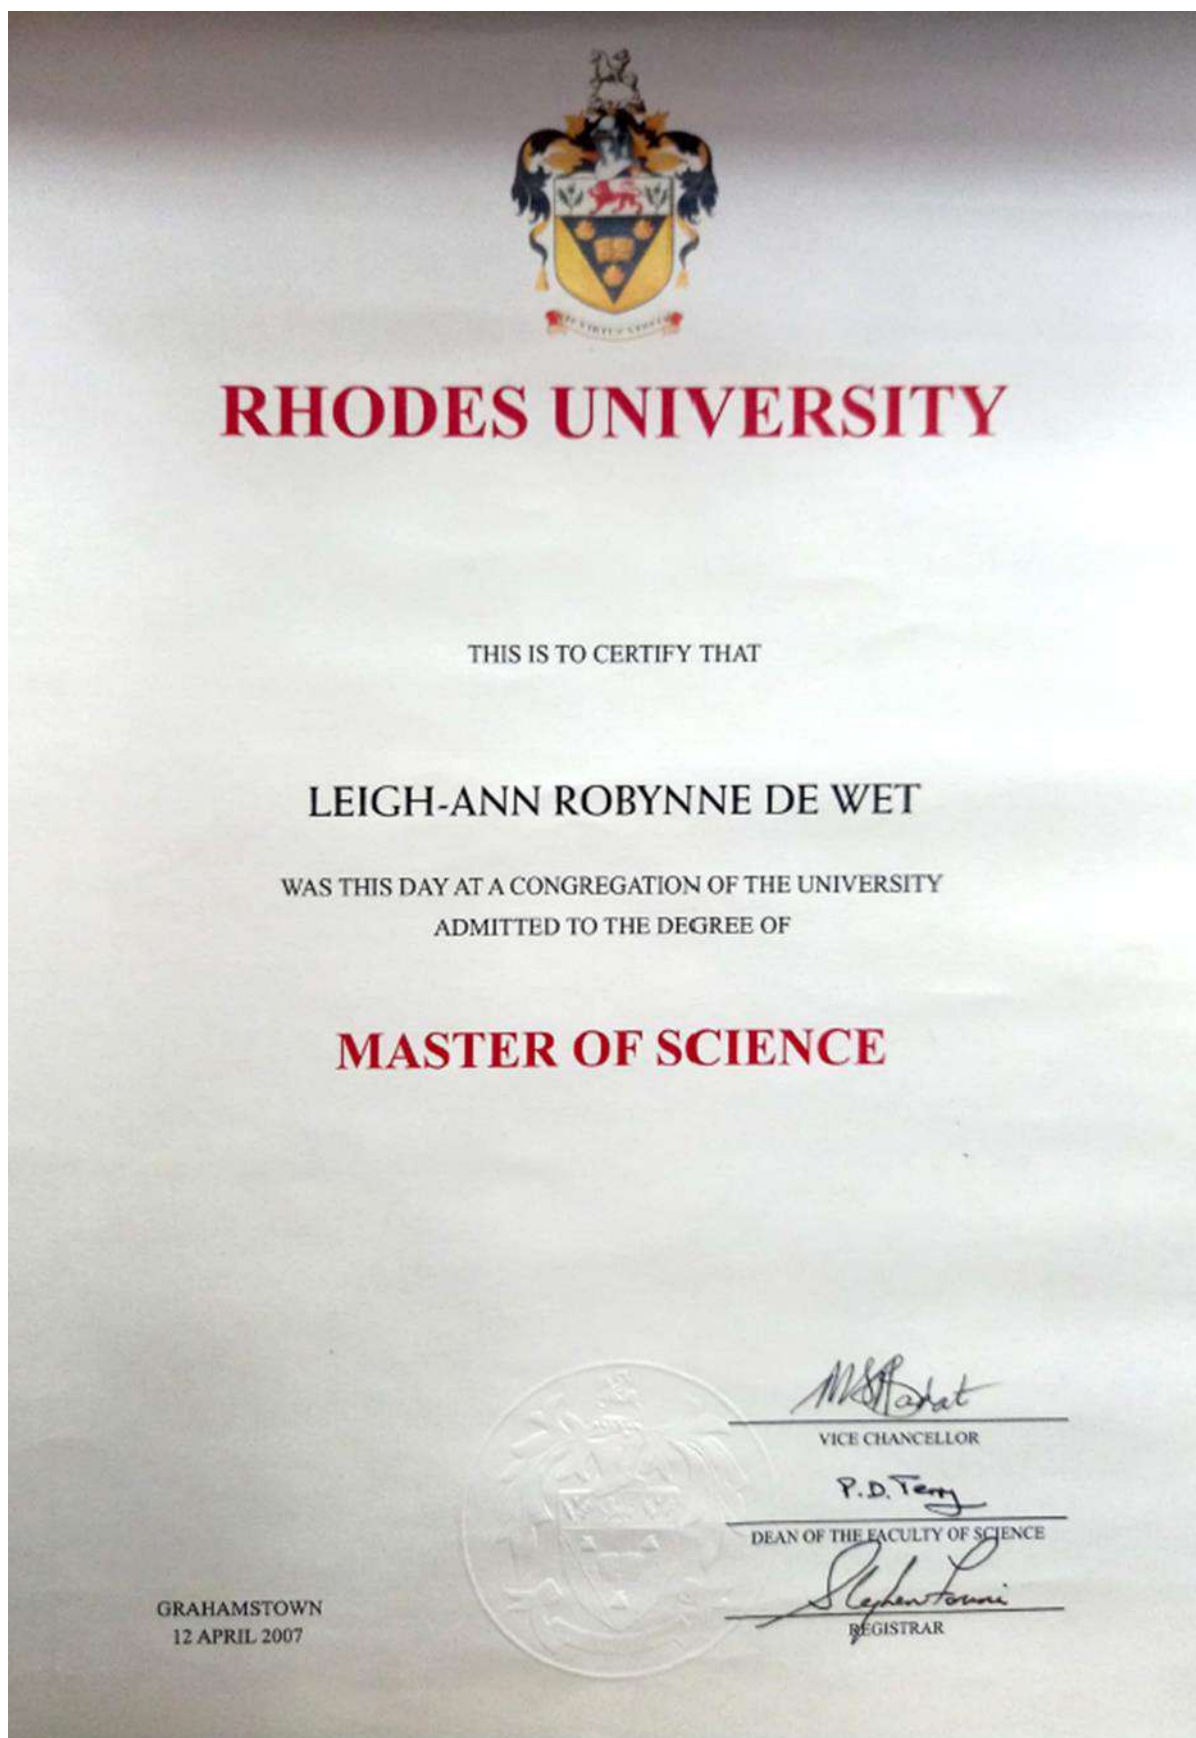 RHODES UNIVERSITY
THIS IS TO CERTIFY THAT
LEIGH-ANN ROBYNNE DE WET
WAS THIS DAY AT A CONGREGATION OF THE UNIVERSITY
ADMITTED TO THE DEGREE OF
MASTER OF SCIENCE
VICE CHANCELLOR
P.D. Terry
DEAN OF THE FACULTY OF SCIENCE
Stephen
REGISTRAR
GRAHAMSTOWN
12 APRIL 2007